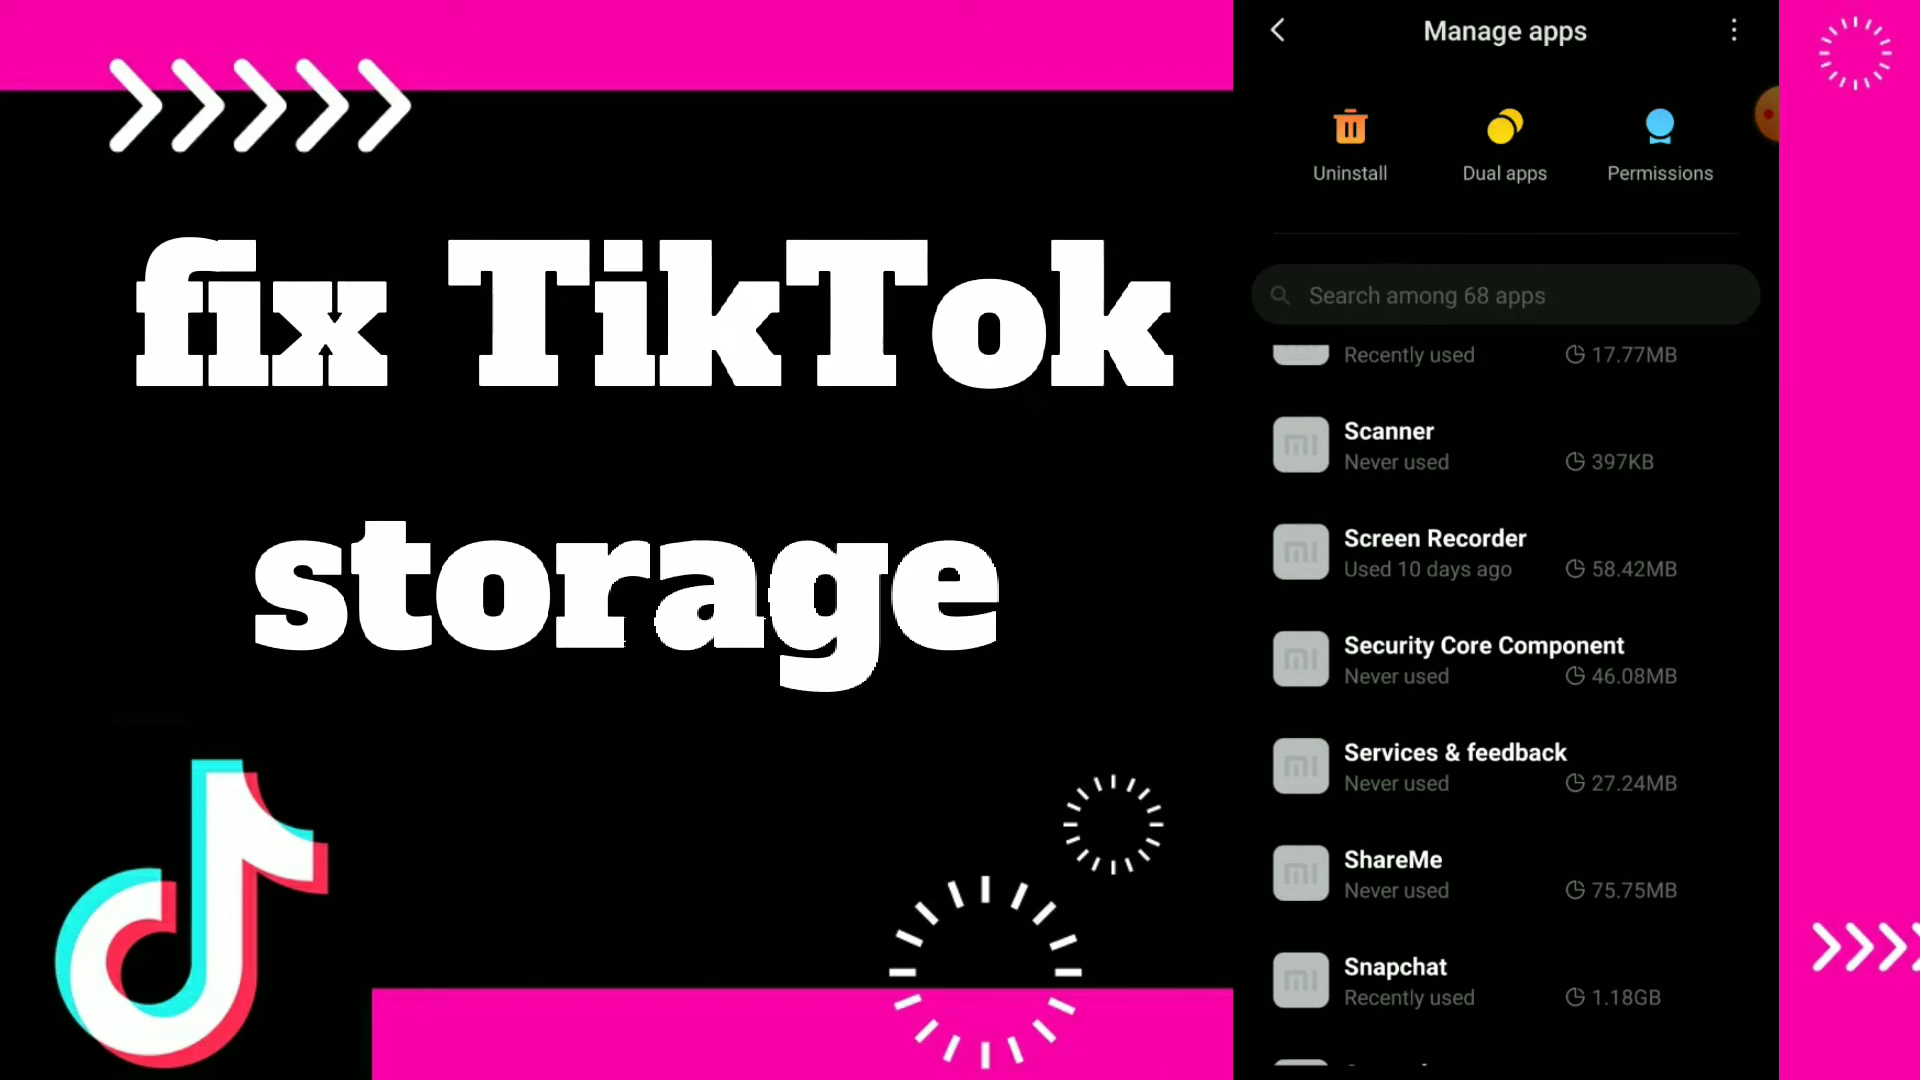 fix TikTok
storage
Manage apps
Uninstall
Dual apps
Permissions
Search among 68 apps
Recently used 17.77MB
Scanner
Never used 397KB
Screen Recorder
Used 10 days ago 58.42MB
Security Core Component
Never used 46.08MB
Services & feedback
Never used 27.24MB
ShareMe
Never used 75.75MB
Snapchat
Recently used 1.18GB